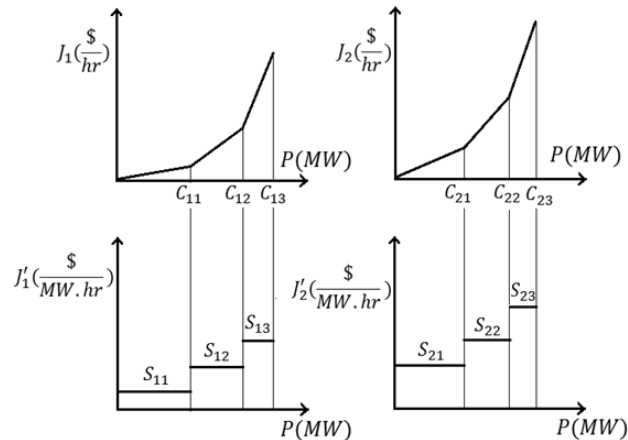 J₁($/hr)
P(MW)
C₁₁ C₁₂ C₁₃
J₂($/hr)
P(MW)
C₂₁ C₂₂ C₂₃
J′₁($/MW.hr)
S₁₁
S₁₂
S₁₃
P(MW)
J′₂($/MW.hr)
S₂₁
S₂₂
S₂₃
P(MW)